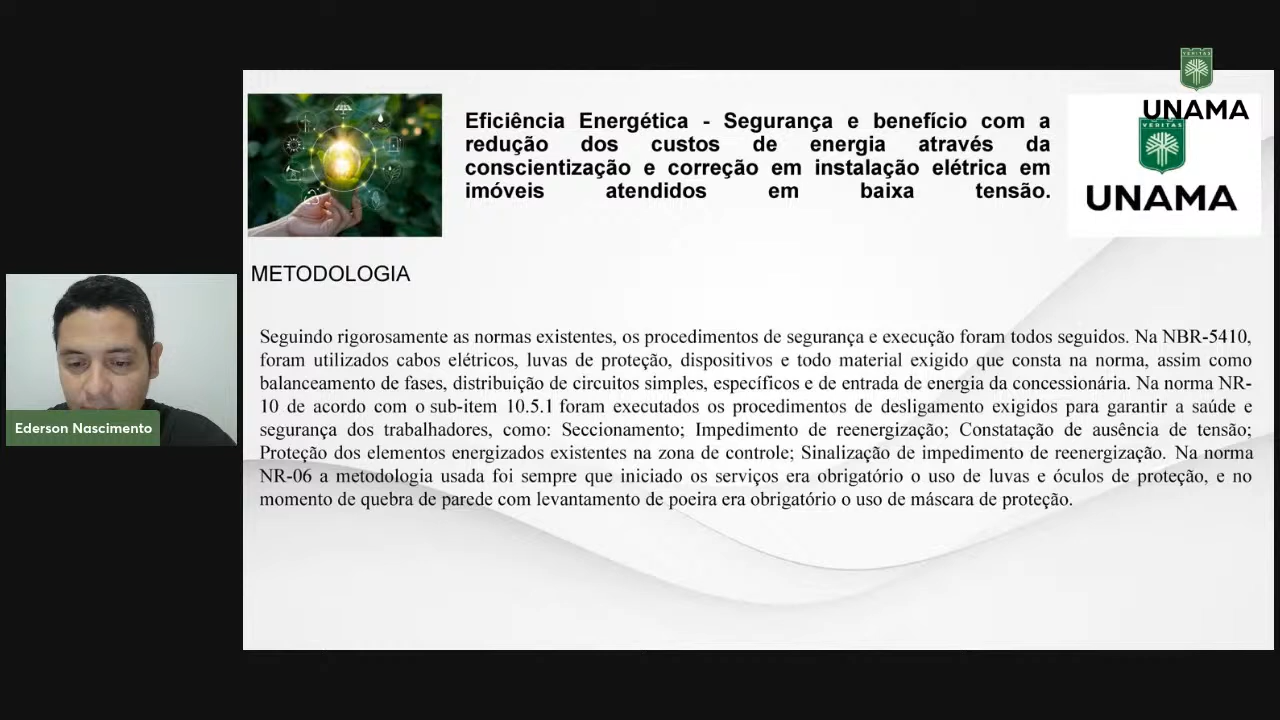 VERITAS
UNAMA
VERITAS
UNAMA
Eficiência Energética - Segurança e benefício com a
redução dos custos de energia através da
conscientização e correção em instalação elétrica em
imóveis atendidos em baixa tensão.
METODOLOGIA
Seguindo rigorosamente as normas existentes, os procedimentos de segurança e execução foram todos seguidos. Na NBR-5410,
foram utilizados cabos elétricos, luvas de proteção, dispositivos e todo material exigido que consta na norma, assim como
balanceamento de fases, distribuição de circuitos simples, específicos e de entrada de energia da concessionária. Na norma NR-
10 de acordo com o sub-item 10.5.1 foram executados os procedimentos de desligamento exigidos para garantir a saúde e
segurança dos trabalhadores, como: Seccionamento; Impedimento de reenergização; Constatação de ausência de tensão;
Proteção dos elementos energizados existentes na zona de controle; Sinalização de impedimento de reenergização. Na norma
NR-06 a metodologia usada foi sempre que iniciado os serviços era obrigatório o uso de luvas e óculos de proteção, e no
momento de quebra de parede com levantamento de poeira era obrigatório o uso de máscara de proteção.
Ederson Nascimento